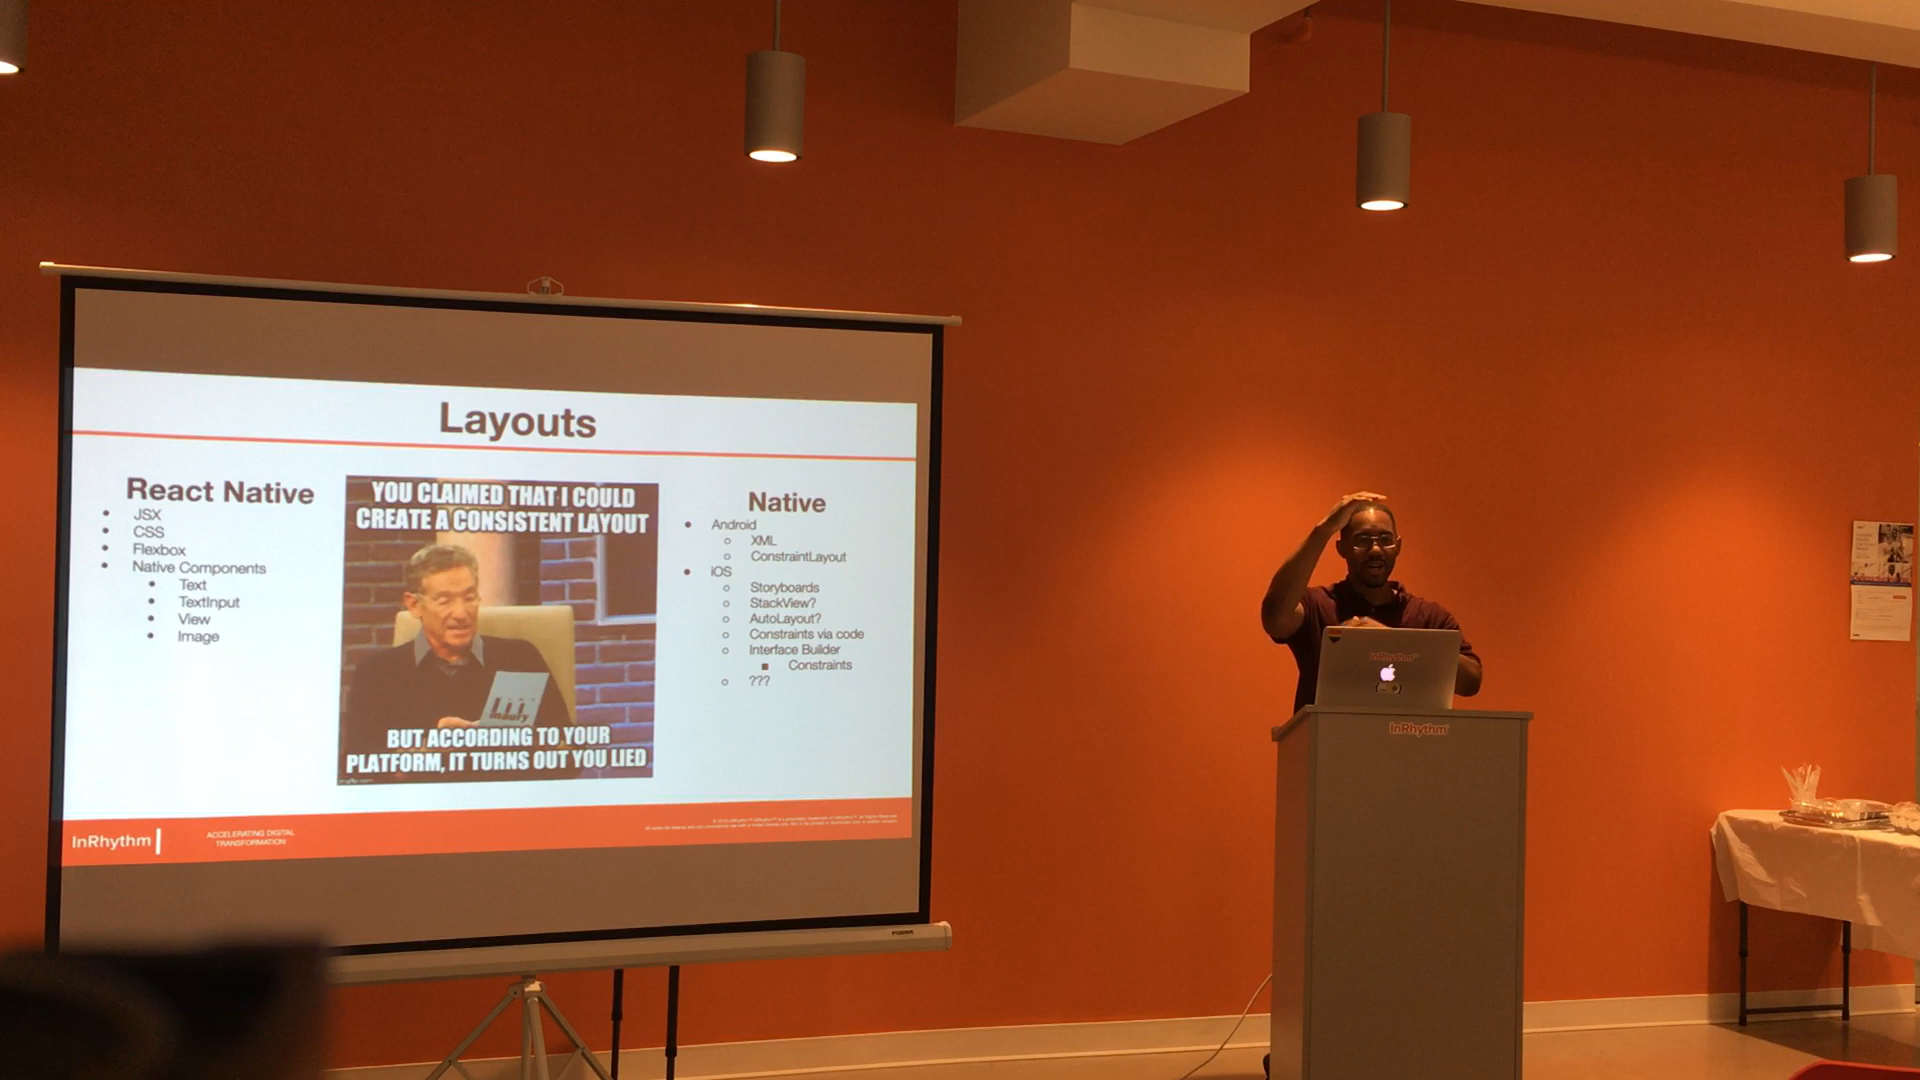 Layouts
React Native
JSX
CSS
Flexbox
Native Components
Text
TextInput
View
Image
YOU CLAIMED THAT I COULD
CREATE A CONSISTENT LAYOUT
maury
BUT ACCORDING TO YOUR
PLATFORM, IT TURNS OUT YOU LIED
Native
Android
XML
ConstraintLayout
iOS
Storyboards
StackView?
AutoLayout?
Constraints via code
Interface Builder
Constraints
???
InRhythm
ACCELERATING DIGITAL
TRANSFORMATION
InRhythm
InRhythm